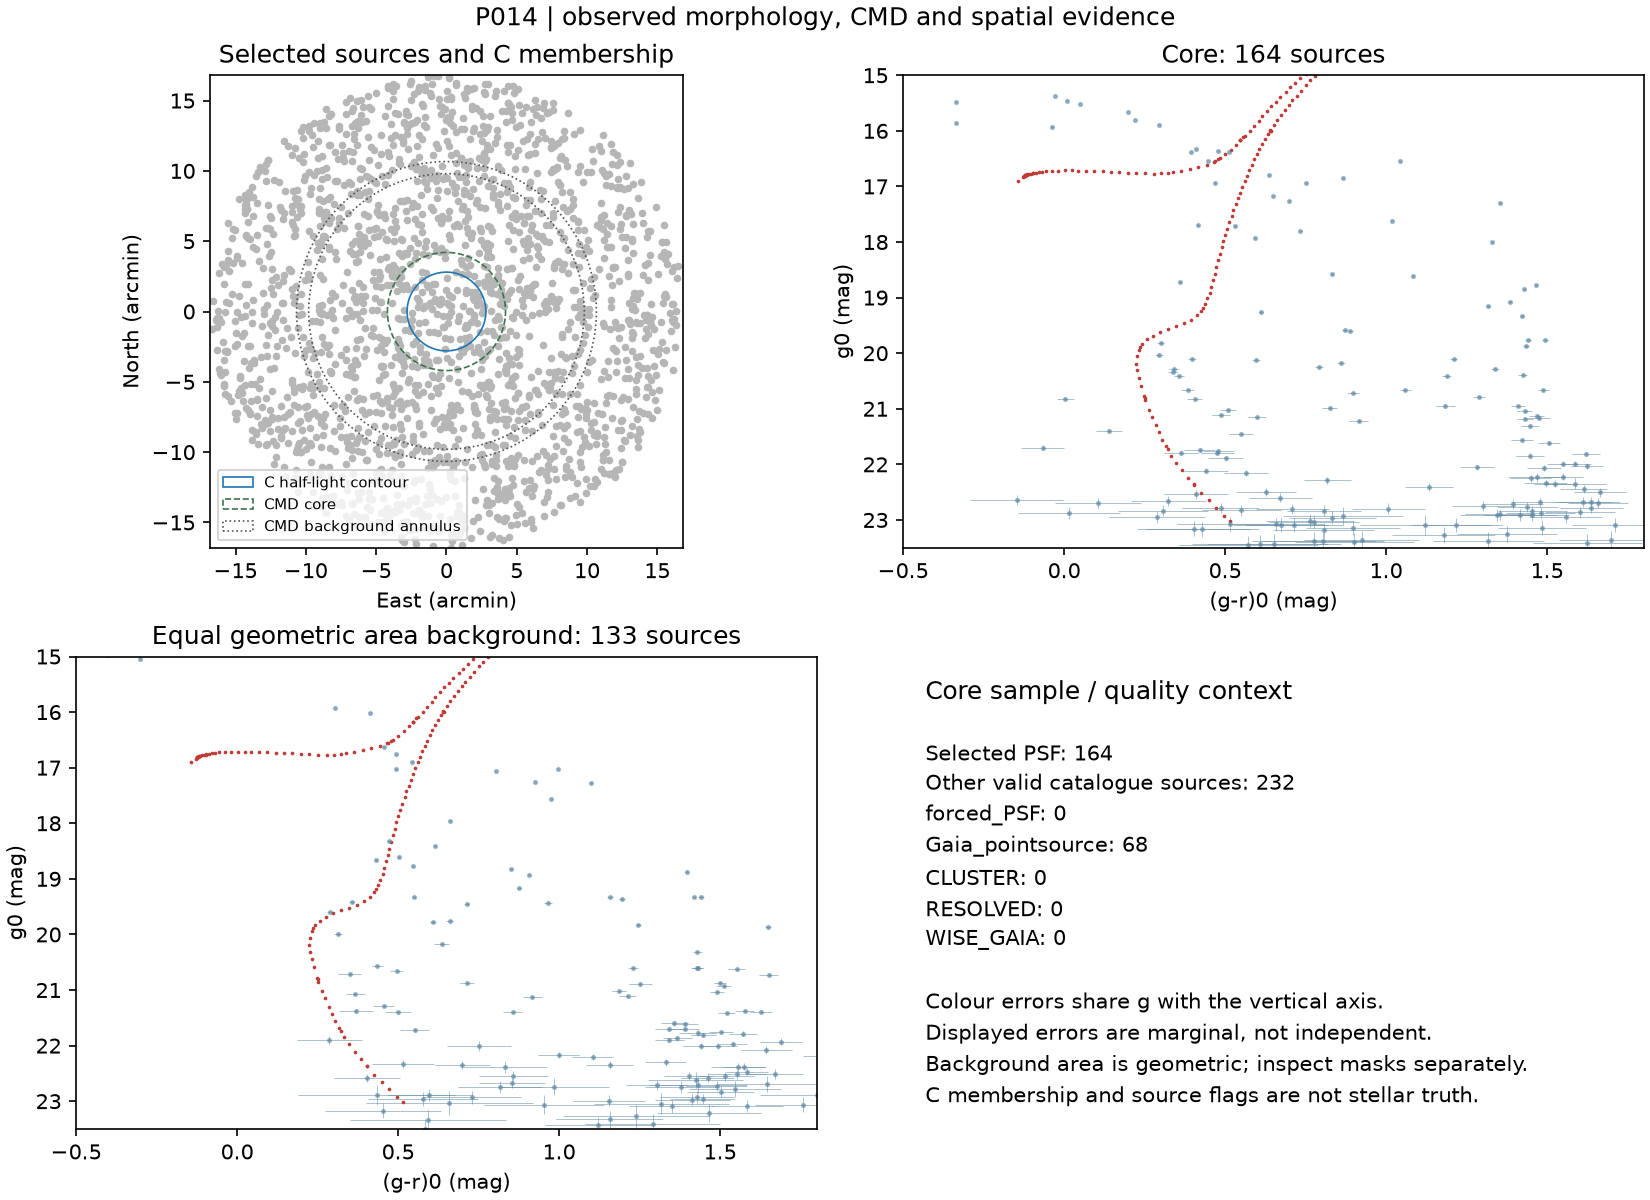 P014 | observed morphology, CMD and spatial evidence
Selected sources and C membership
15
10
5
0
−5
−10
−15
North (arcmin)
C half-light contour
CMD core
CMD background annulus
−15
−10
−5
0
5
10
15
East (arcmin)
Core: 164 sources
15
16
17
18
19
20
21
22
23
g0 (mag)
−0.5
0.0
0.5
1.0
1.5
(g-r)0 (mag)
Equal geometric area background: 133 sources
15
16
17
18
19
20
21
22
23
g0 (mag)
−0.5
0.0
0.5
1.0
1.5
(g-r)0 (mag)
Core sample / quality context
Selected PSF: 164
Other valid catalogue sources: 232
forced_PSF: 0
Gaia_pointsource: 68
CLUSTER: 0
RESOLVED: 0
WISE_GAIA: 0
Colour errors share g with the vertical axis.
Displayed errors are marginal, not independent.
Background area is geometric; inspect masks separately.
C membership and source flags are not stellar truth.